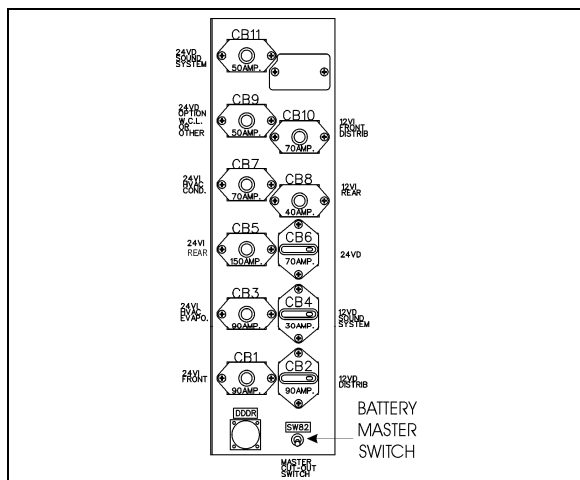 CB11
24VD
SOUND
SYSTEM
50AMP.
CB9
24VD
OPTION
W.C.L.
OR
OTHER
50AMP.
CB10
12VI
FRONT
DISTRIB
70AMP.
CB7
24VI
HVAC
COND.
70AMP.
CB8
12VI
REAR
40AMP.
CB5
24VI
REAR
150AMP.
CB6
24VD
70AMP.
CB3
24VI
HVAC
EVAPO.
90AMP.
CB4
12VD
SOUND
SYSTEM
30AMP.
CB1
24VI
FRONT
90AMP.
CB2
12VD
DISTRIB
90AMP.
DDDR
SW82
BATTERY
MASTER
SWITCH
MASTER
CUT-OUT
SWITCH